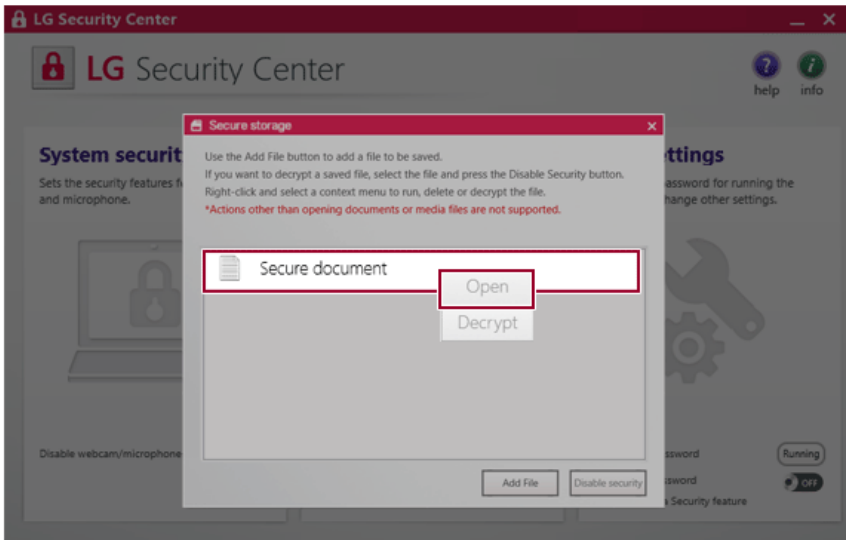 LG Security Center
LG Security Center
help info
Secure storage
Use the Add File button to add a file to be saved.
If you want to decrypt a saved file, select the file and press the Disable Security button.
Right-click and select a context menu to run, delete or decrypt the file.
*Actions other than opening documents or media files are not supported.
Secure document
Open
Decrypt
Add File
Disable security
System securit
Sets the security features f
and microphone.
Disable webcam/microphone
ttings
assword for running the
hange other settings.
ssword
Running
ssword
OFF
Security feature